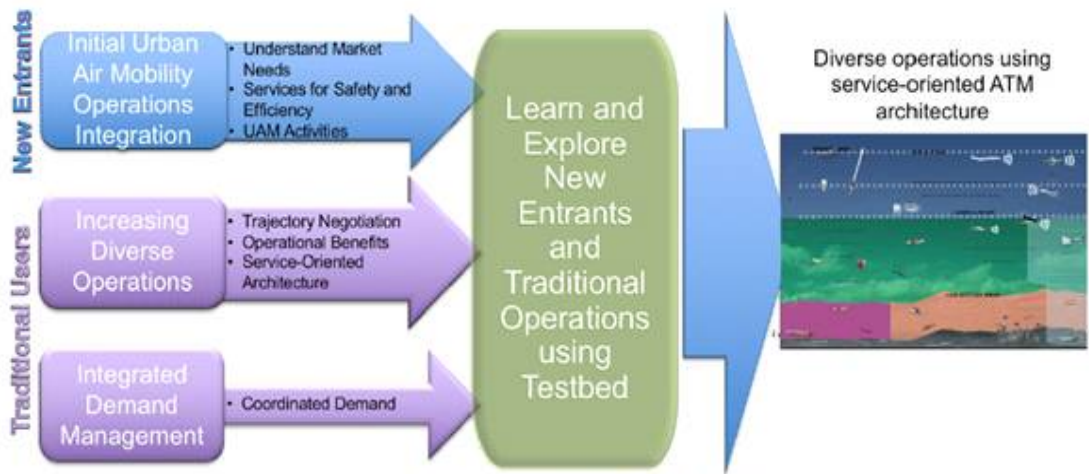 New Entrants
Initial Urban
Air Mobility
Operations
Integration
• Understand Market
Needs
• Services for Safety and
Efficiency
• UAM Activities
Traditional Users
Increasing
Diverse
Operations
• Trajectory Negotiation
• Operational Benefits
• Service-Oriented
Architecture
Integrated
Demand
Management
• Coordinated Demand
Learn and
Explore
New
Entrants
and
Traditional
Operations
using
Testbed
Diverse operations using
service-oriented ATM
architecture